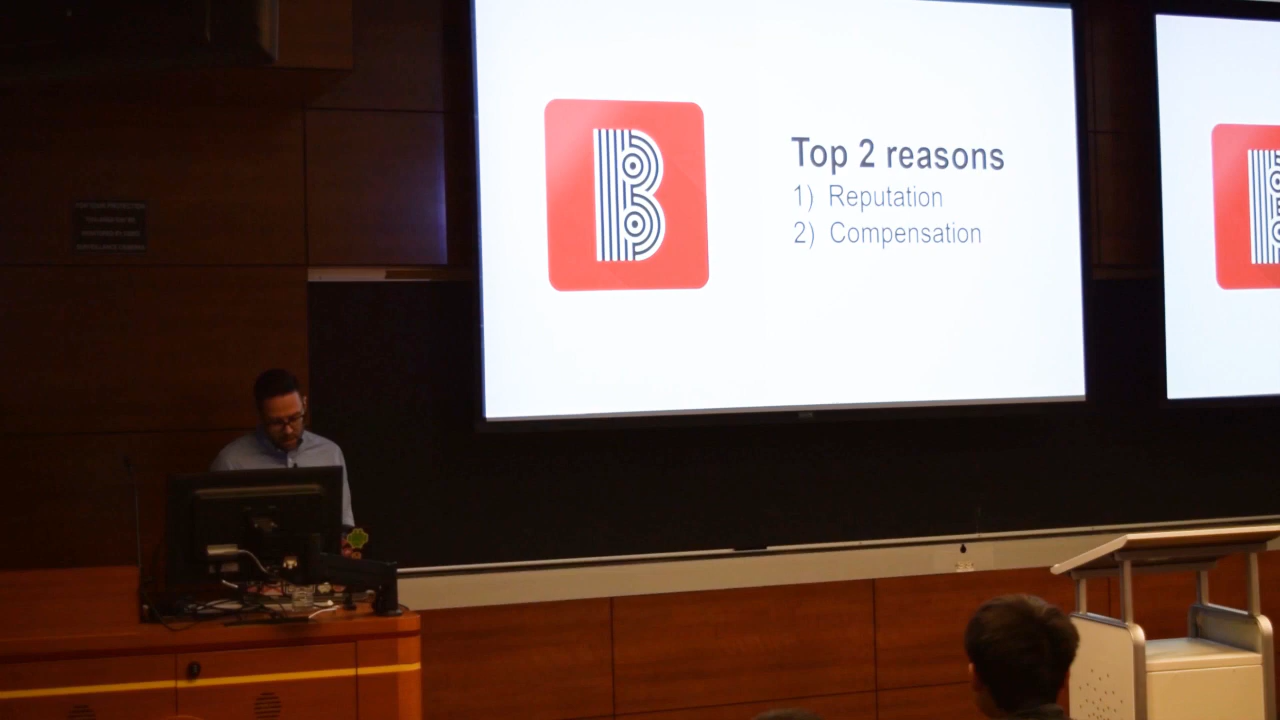 B
Top 2 reasons
1) Reputation
2) Compensation